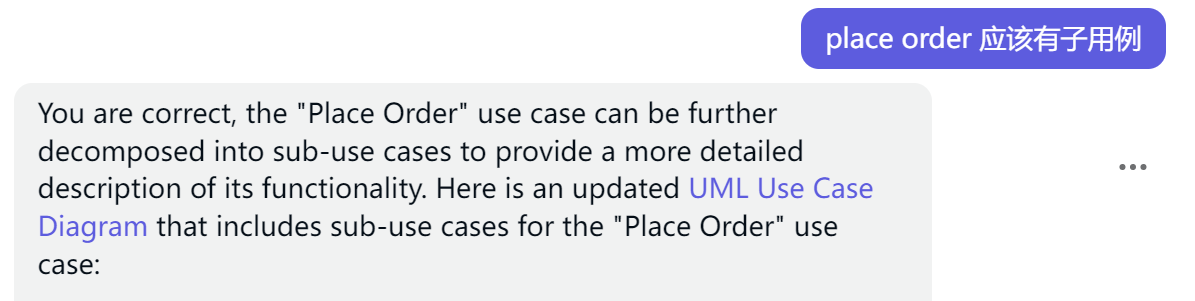 place order 应该有子用例
You are correct, the "Place Order" use case can be further
decomposed into sub-use cases to provide a more detailed
description of its functionality. Here is an updated UML Use Case
Diagram that includes sub-use cases for the "Place Order" use
case: